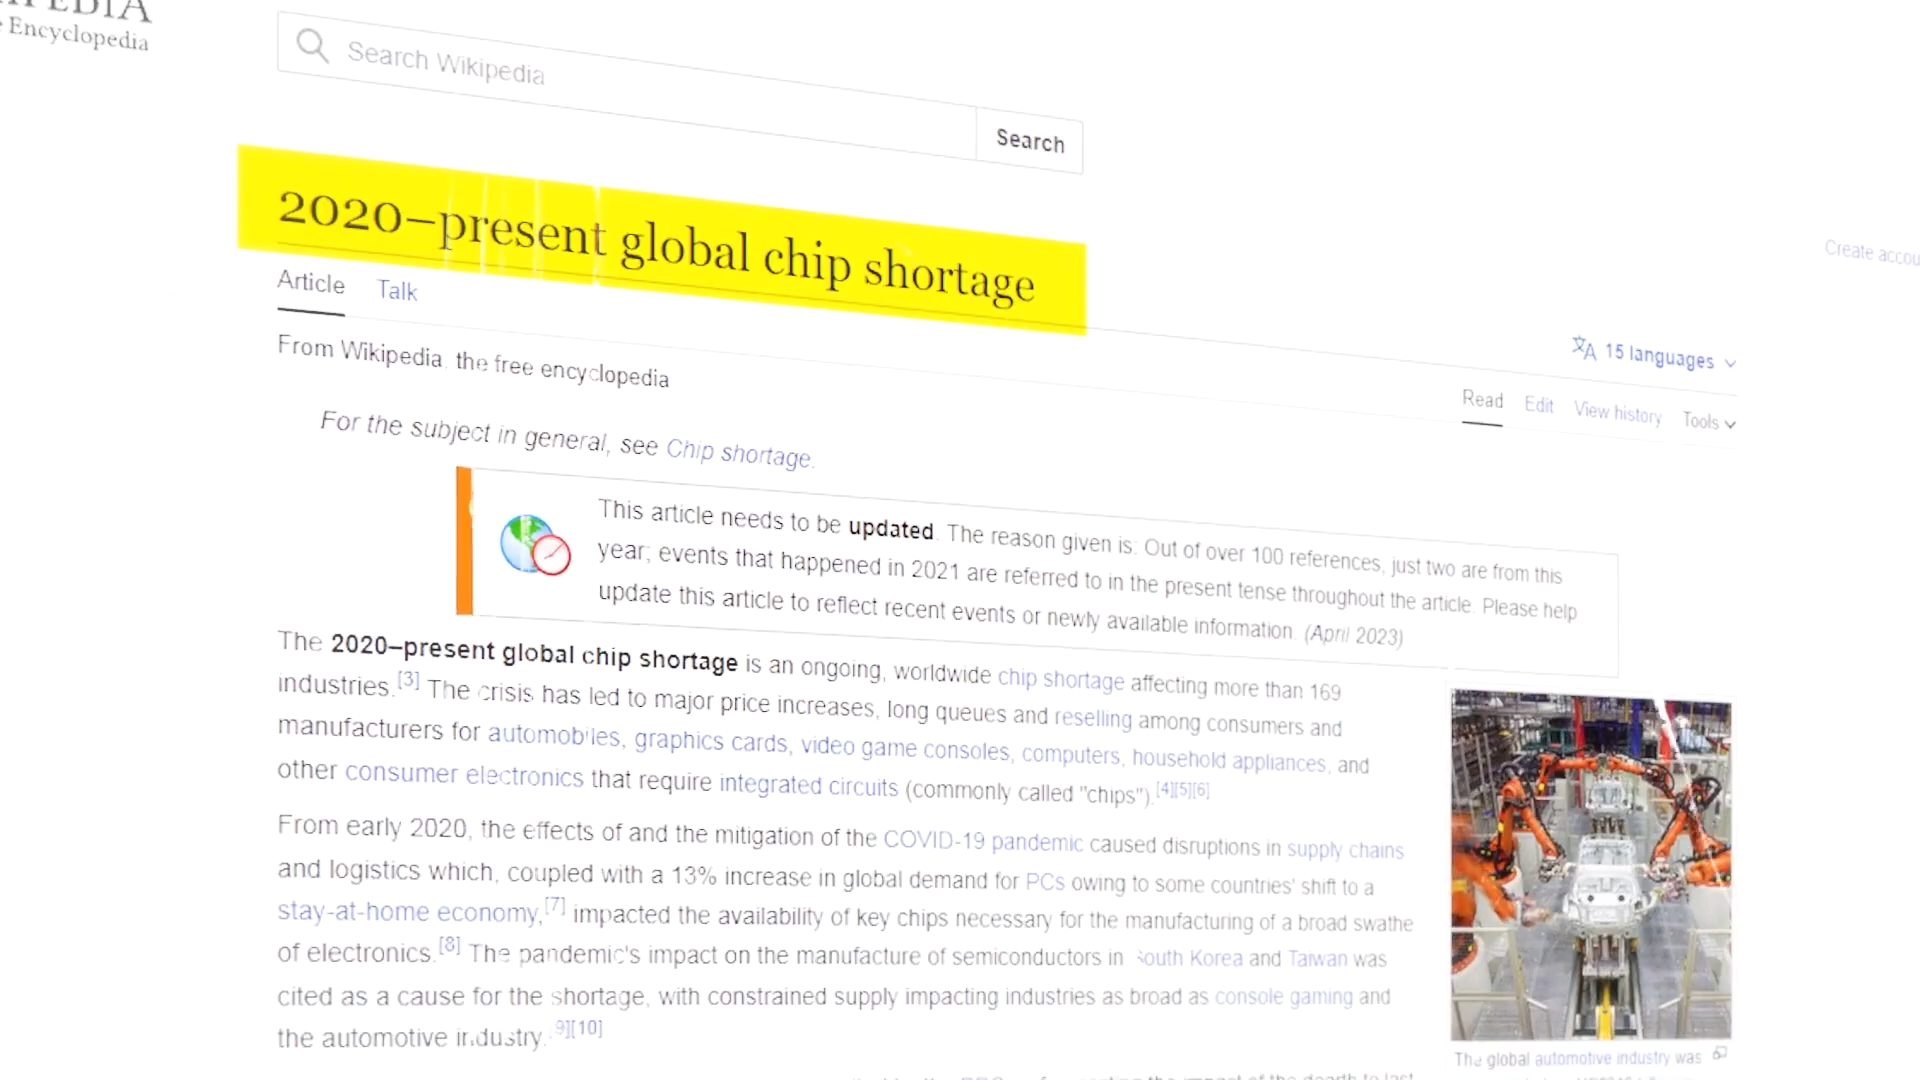 Encyclopedia
Search Wikipedia
Search
2020–present global chip shortage
Create
Article Talk
15 languages
From Wikipedia the free encyclopedia
Read Edit View history Tools
For the subject in general, see Chip shortage.
This article needs to be updated. The reason given is: Out of over 100 references, just two are from this
year; events that happened in 2021 are referred to in the present tense throughout the article. Please help
update this article to reflect recent events or newly available information. (April 2023)
The 2020–present global chip shortage is an ongoing, worldwide chip shortage affecting more than 169
industries.[3] The crisis has led to major price increases, long queues and reselling among consumers and
manufacturers for automobiles, graphics cards, video game consoles, computers, household appliances, and
other consumer electronics that require integrated circuits (commonly called "chips").[4][5][6]
From early 2020, the effects of and the mitigation of the COVID-19 pandemic caused disruptions in supply chains
and logistics which, coupled with a 13% increase in global demand for PCs owing to some countries' shift to a
stay-at-home economy,[7] impacted the availability of key chips necessary for the manufacturing of a broad swathe
of electronics.[8] The pandemic's impact on the manufacture of semiconductors in South Korea and Taiwan was
cited as a cause for the shortage, with constrained supply impacting industries as broad as console gaming and
the automotive industry.[9][10]
The global automotive industry was